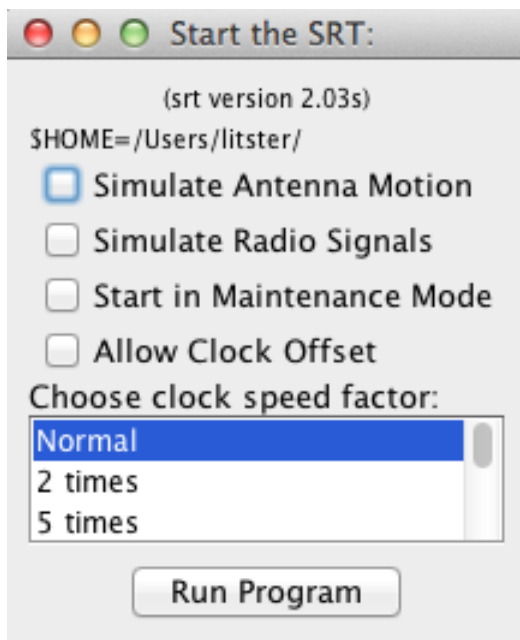 Start the SRT:
(srt version 2.03s)
$HOME=/Users/litster/
Simulate Antenna Motion
Simulate Radio Signals
Start in Maintenance Mode
Allow Clock Offset
Choose clock speed factor:
Normal
2 times
5 times
Run Program